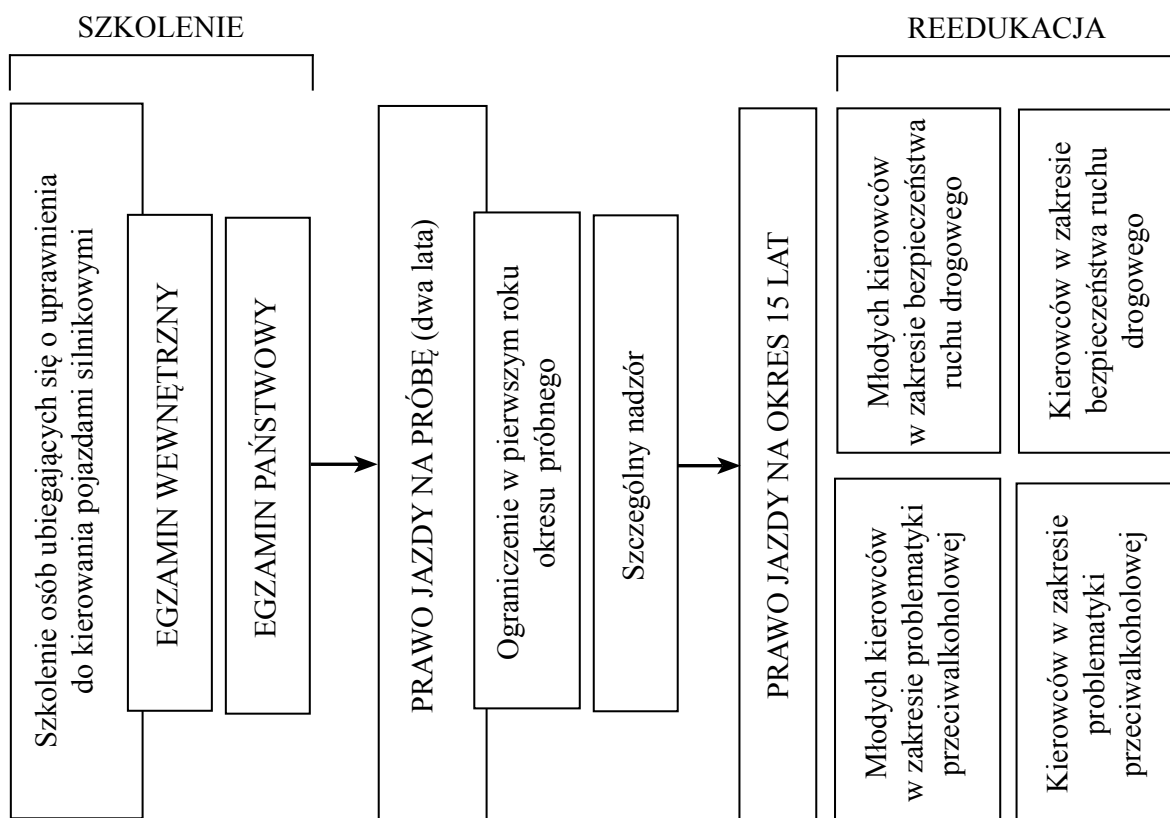 SZKOLENIE
Szkolenie osób ubiegających się o uprawnienia
do kierowania pojazdami silnikowymi
EGZAMIN WEWNĘTRZNY
EGZAMIN PAŃSTWOWY
PRAWO JAZDY NA PRÓBĘ (dwa lata)
Ograniczenie w pierwszym roku
okresu próbnego
Szczególny nadzór
PRAWO JAZDY NA OKRES 15 LAT
REEDUKACJA
Młodych kierowców
w zakresie bezpieczeństwa
ruchu drogowego
Kierowców w zakresie
bezpieczeństwa ruchu
drogowego
Młodych kierowców
w zakresie problematyki
przeciwalkoholowej
Kierowców w zakresie
problematyki
przeciwalkoholowej